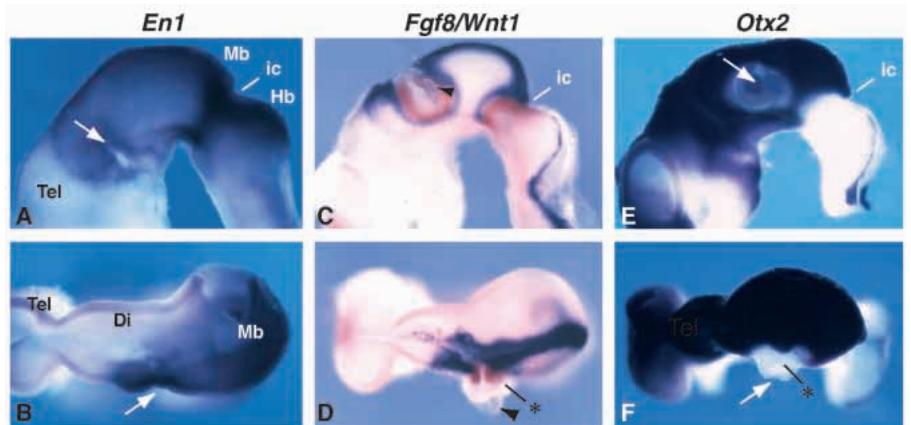 En1
Fgf8/Wnt1
Otx2
Mb
ic
Hb
Tel
A
ic
C
ic
E
Tel
Di
Mb
B
*
D
Tel
*
F